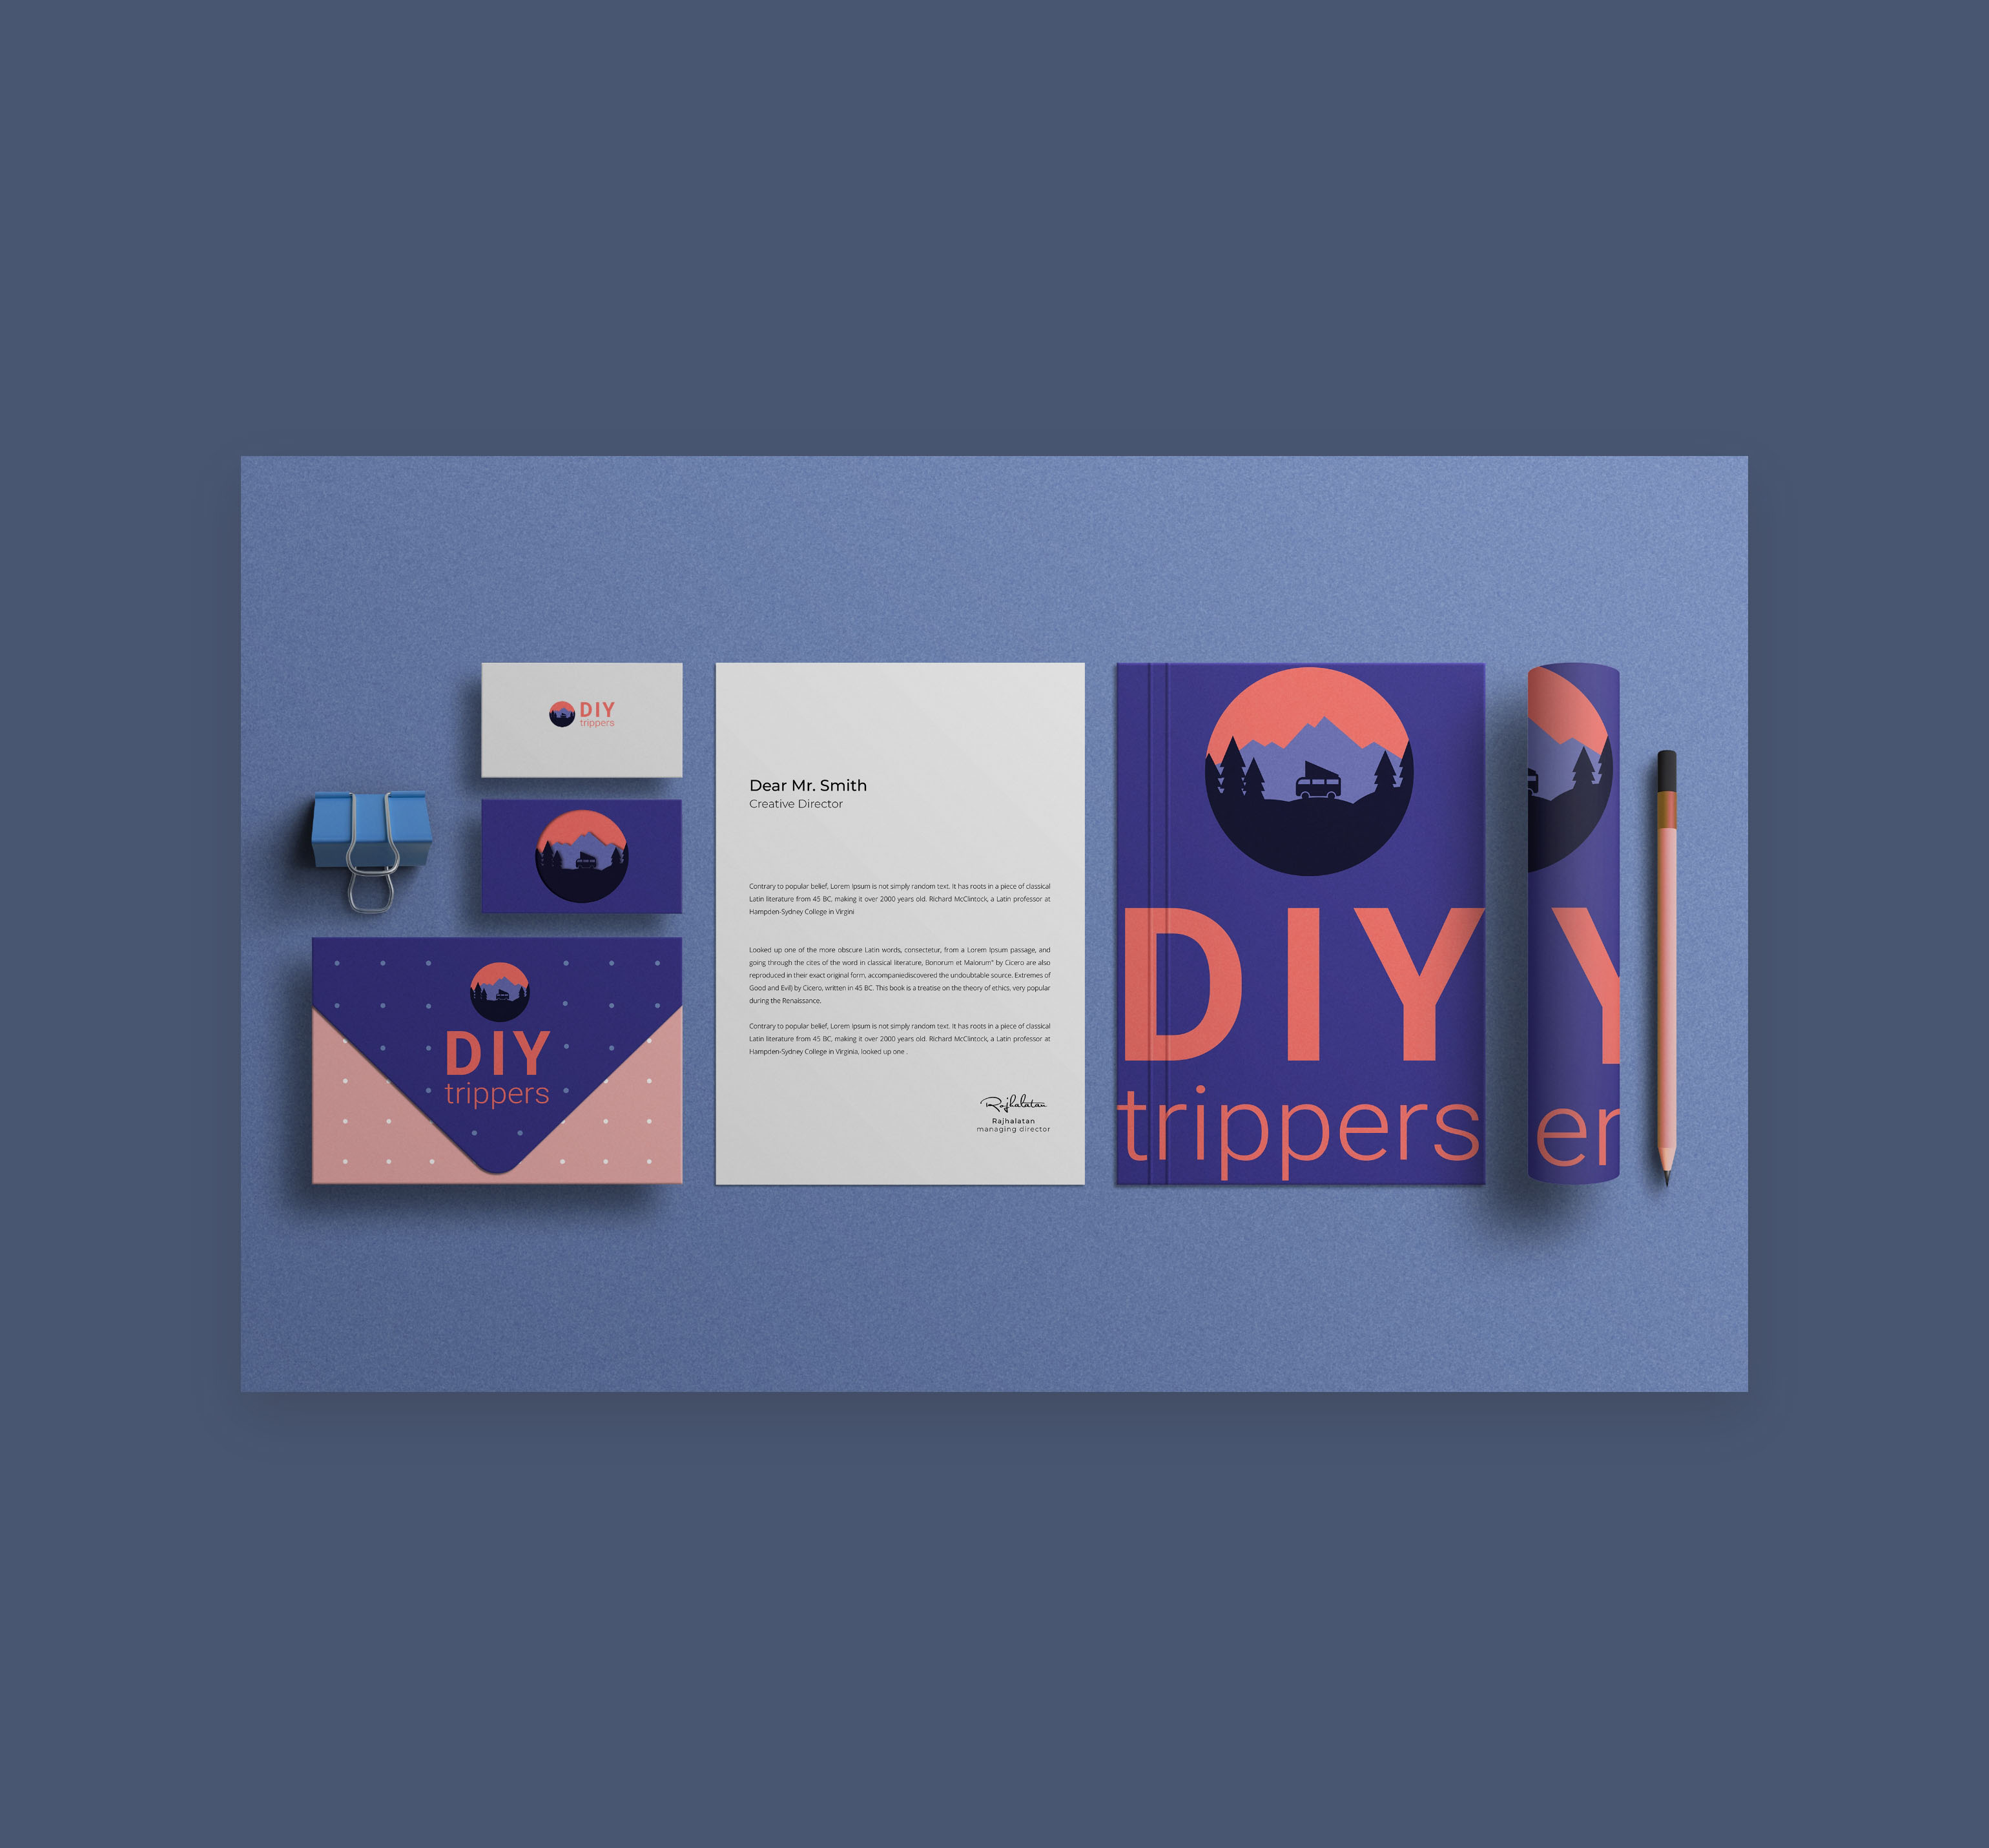 DIY
trippers
DIY
trippers
Dear Mr. Smith
Creative Director
Contrary to popular belief, Lorem Ipsum is not simply random text. It has roots in a piece of classical
Latin literature from 45 BC, making it over 2000 years old. Richard McClintock, a Latin professor at
Hampden-Sydney College in Virgini
Looked up one of the more obscure Latin words, consectetur, from a Lorem Ipsum passage, and
going through the cites of the word in classical literature, Bonorum et Malorum" by Cicero are also
reproduced in their exact original form, accompaniediscovered the undoubtable source. Extremes of
Good and Evil) by Cicero, written in 45 BC. This book is a treatise on the theory of ethics, very popular
during the Renaissance.
Contrary to popular belief, Lorem Ipsum is not simply random text. It has roots in a piece of classical
Latin literature from 45 BC, making it over 2000 years old. Richard McClintock, a Latin professor at
Hampden-Sydney College in Virginia, looked up one .
Rajhalatan
Rajhalatan
managing director
DIY
trippers
Y
er